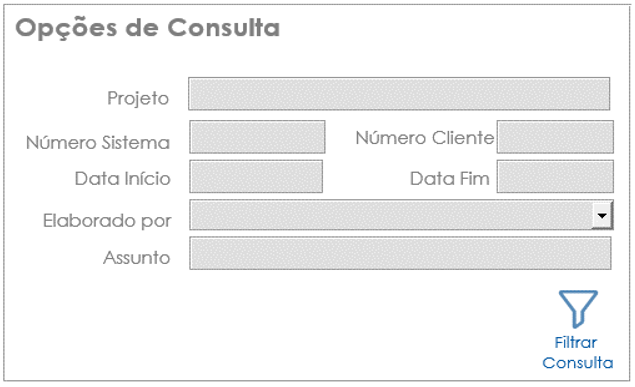 Opções de Consulta
Projeto
Número Sistema Número Cliente
Data Início Data Fim
Elaborado por
Assunto
Filtrar
Consulta